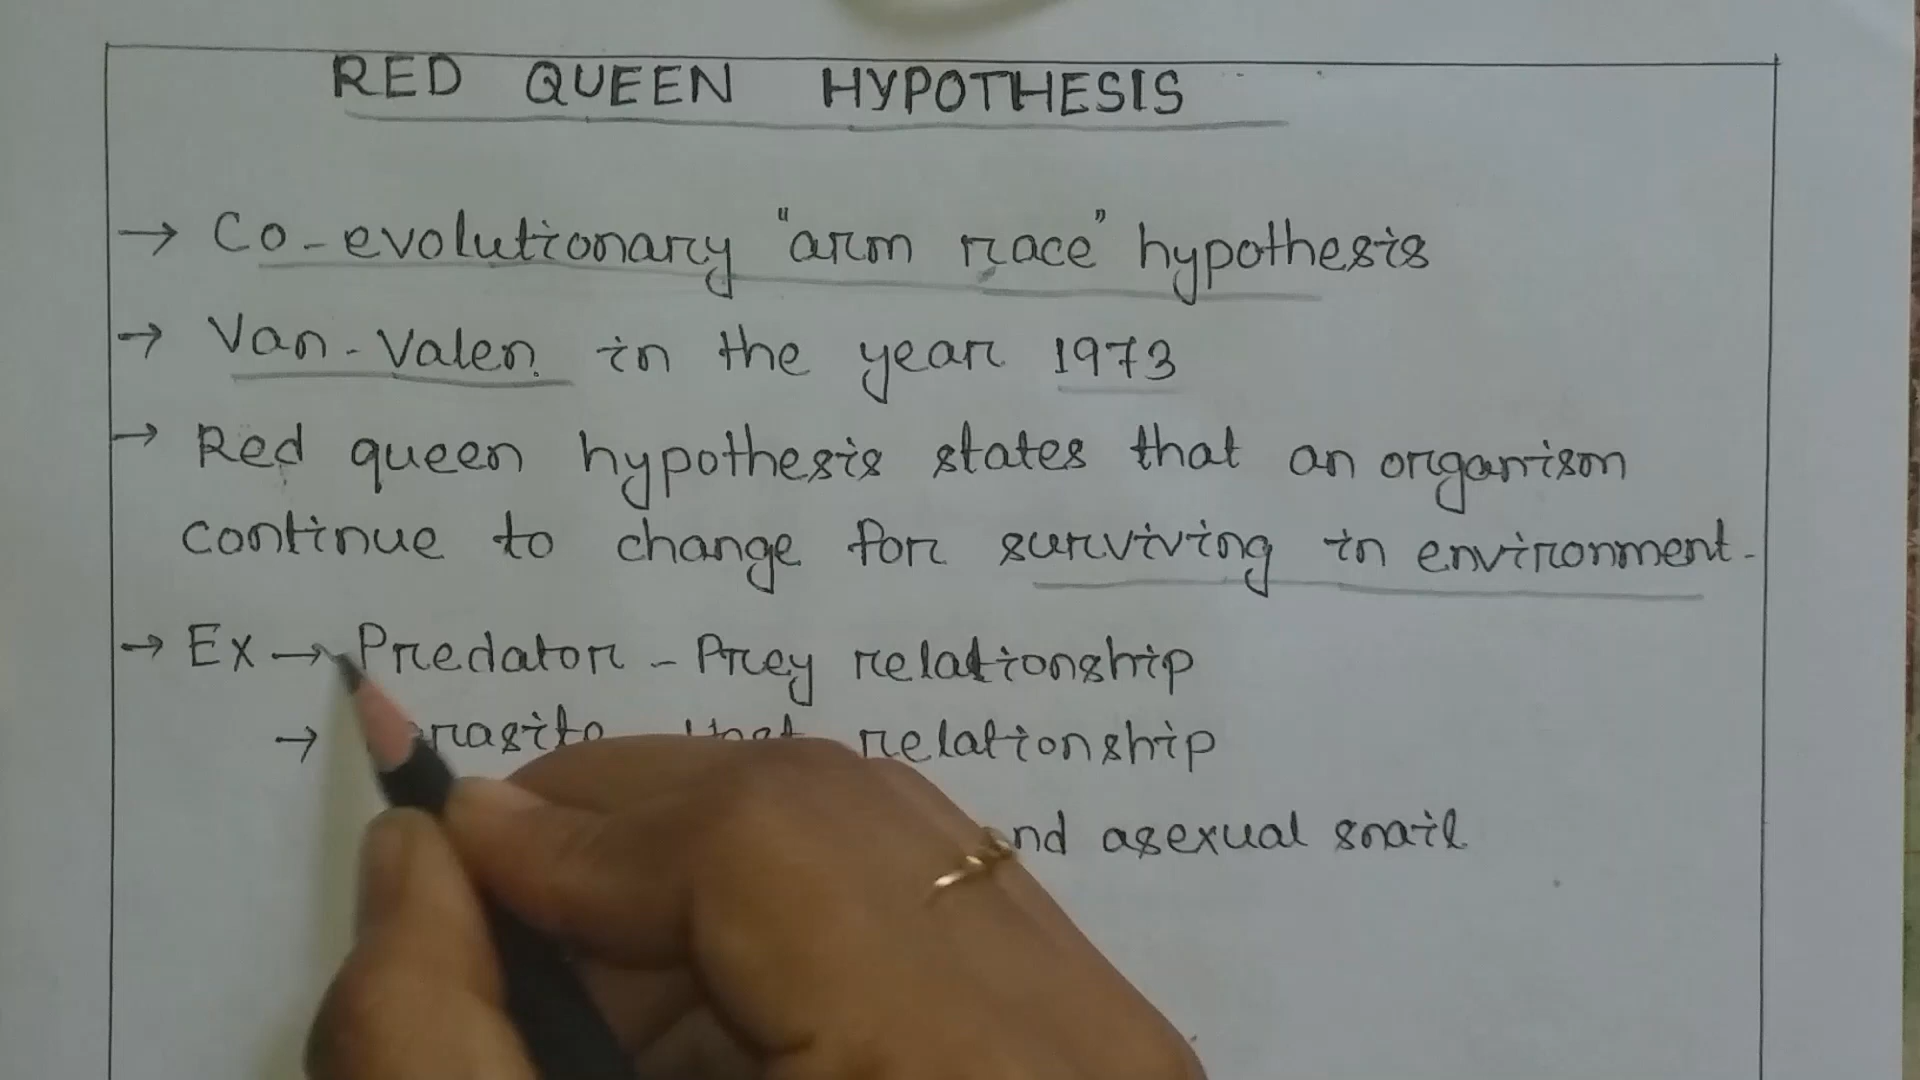 RED QUEEN HYPOTHESIS
→ Co-evolutionary "arm race" hypothesis
→ Van-Valen in the year 1973
→ Red queen hypothesis states that an organism
continue to change for surviving in environment.
→ Ex → Predator - Prey relationship
→ relationship
asexual snail